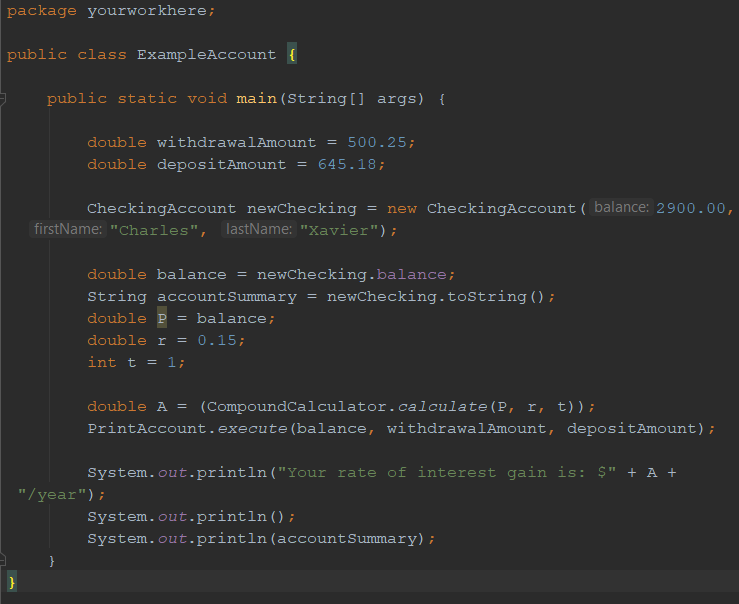 package yourworkhere;
public class ExampleAccount {
public static void main(String[] args) {
double withdrawalAmount = 500.25;
double depositAmount = 645.18;
CheckingAccount newChecking = new CheckingAccount( balance: 2900.00,
firstName: "Charles", lastName: "Xavier");
double balance = newChecking.balance;
String accountSummary = newChecking.toString();
double P = balance;
double r = 0.15;
int t = 1;
double A = (CompoundCalculator.calculate(P, r, t));
PrintAccount.execute(balance, withdrawalAmount, depositAmount);
System.out.println("Your rate of interest gain is: $" + A +
"/year");
System.out.println();
System.out.println(accountSummary);
}
}